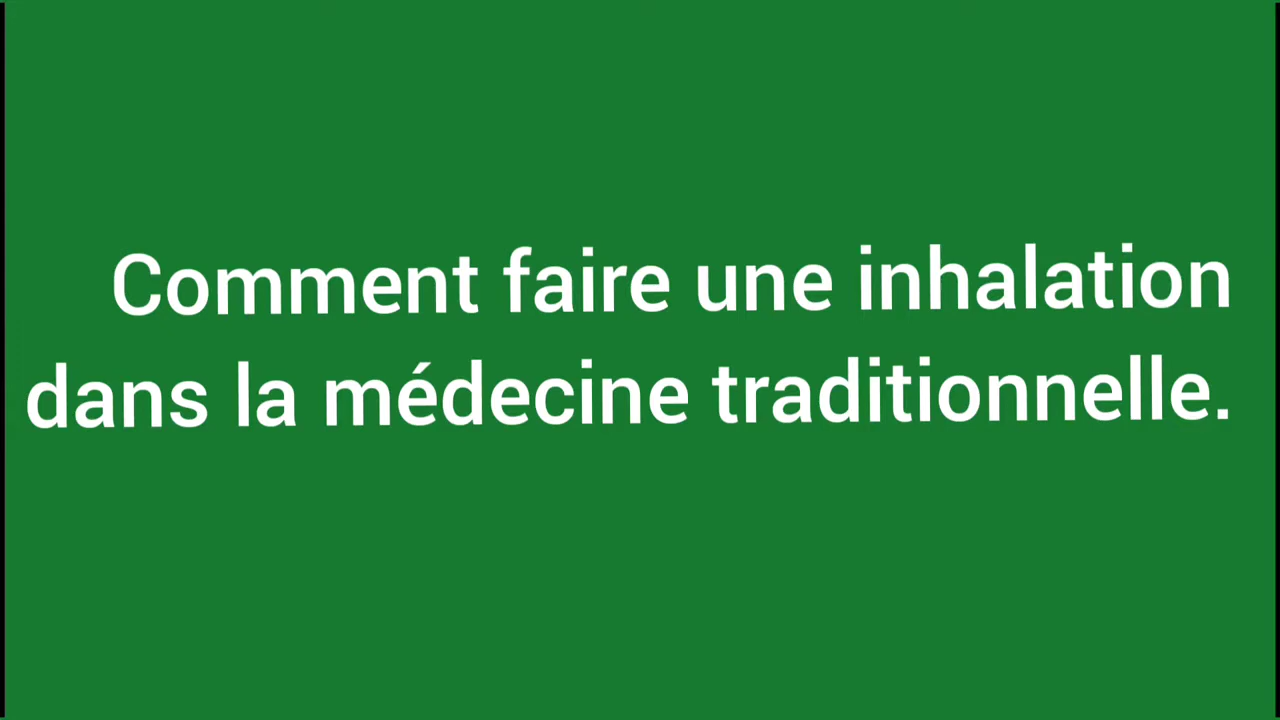 Comment faire une inhalation
dans la médecine traditionnelle.